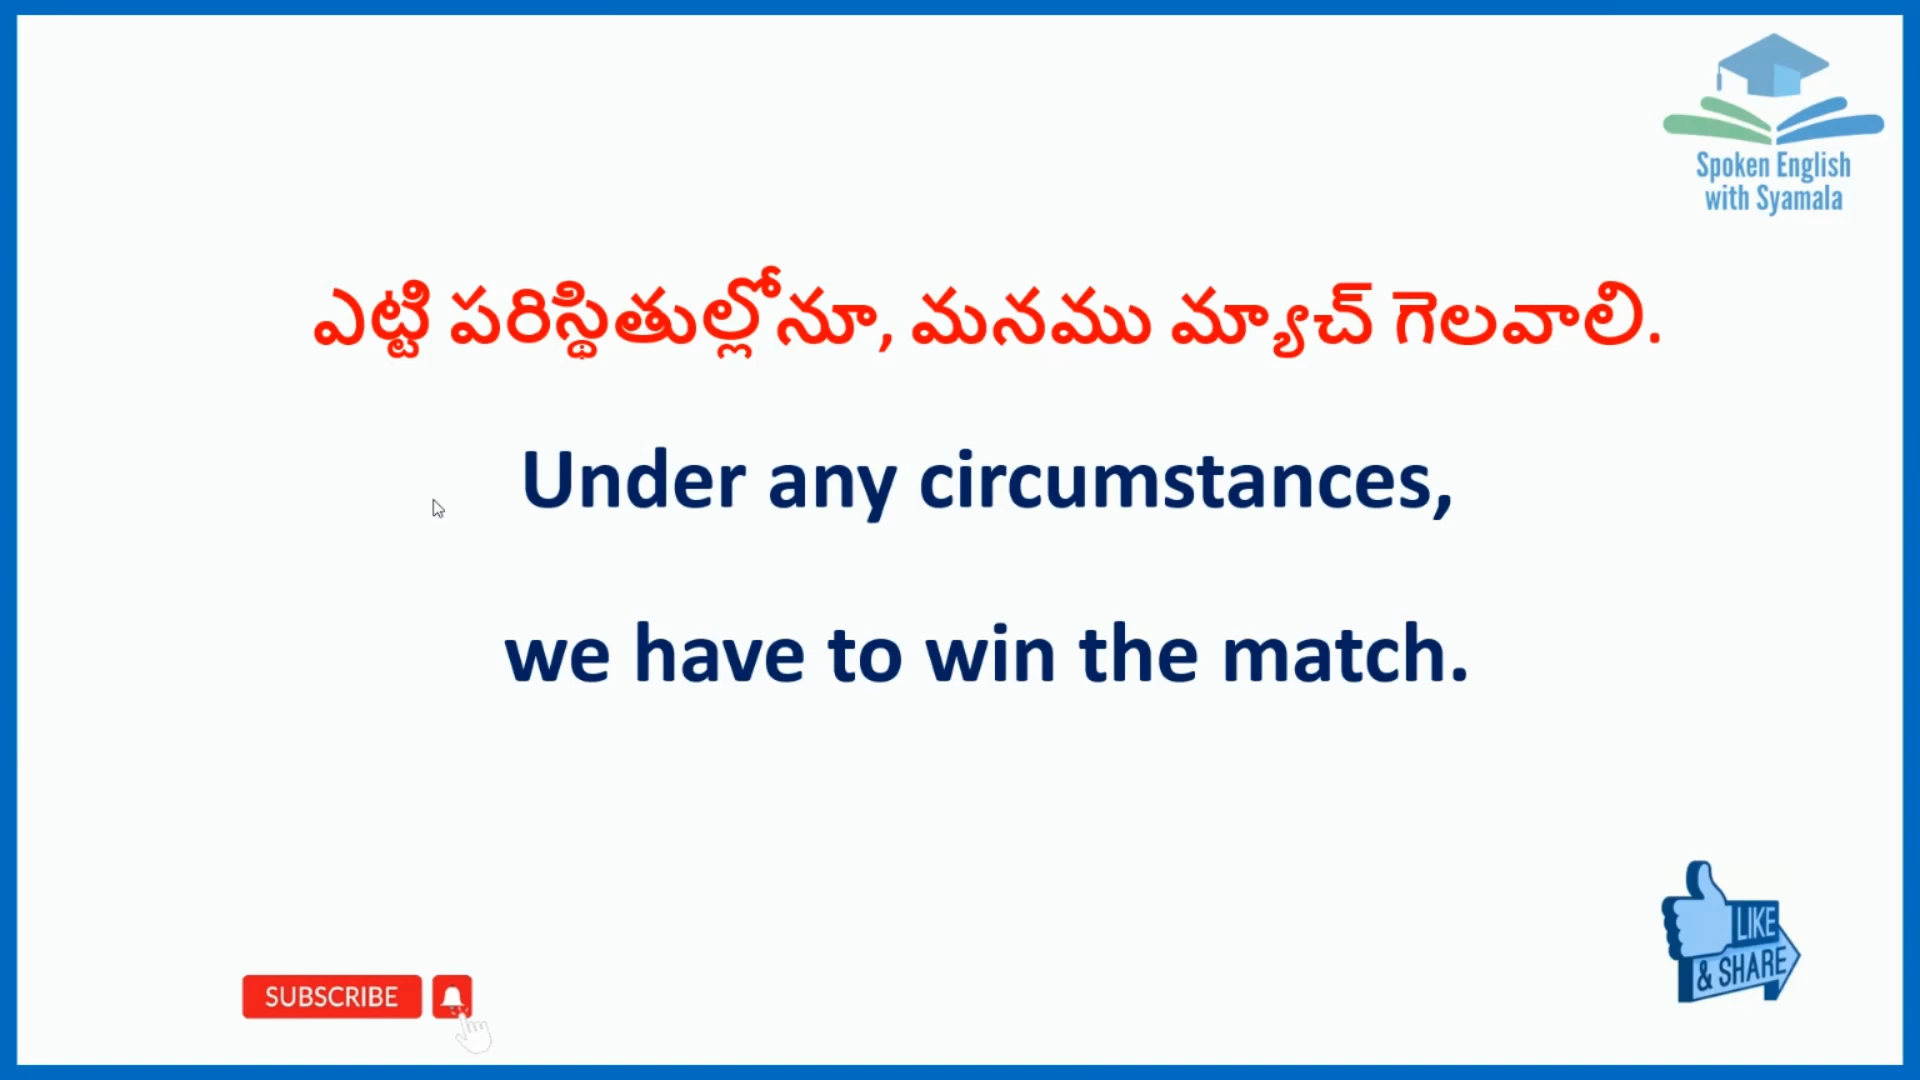 Spoken English
with Syamala
ఎట్టి పరిస్థితుల్లోనూ, మనము మ్యాచ్ గెలవాలి.
Under any circumstances,
we have to win the match.
LIKE
& SHARE
SUBSCRIBE